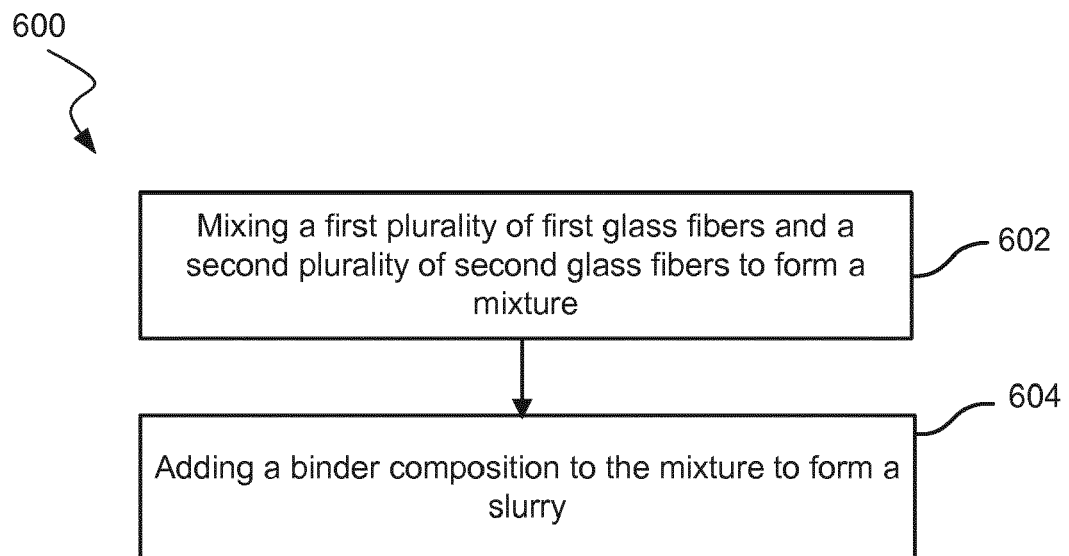 600
Mixing a first plurality of first glass fibers and a
second plurality of second glass fibers to form a
mixture
602
604
Adding a binder composition to the mixture to form a
slurry